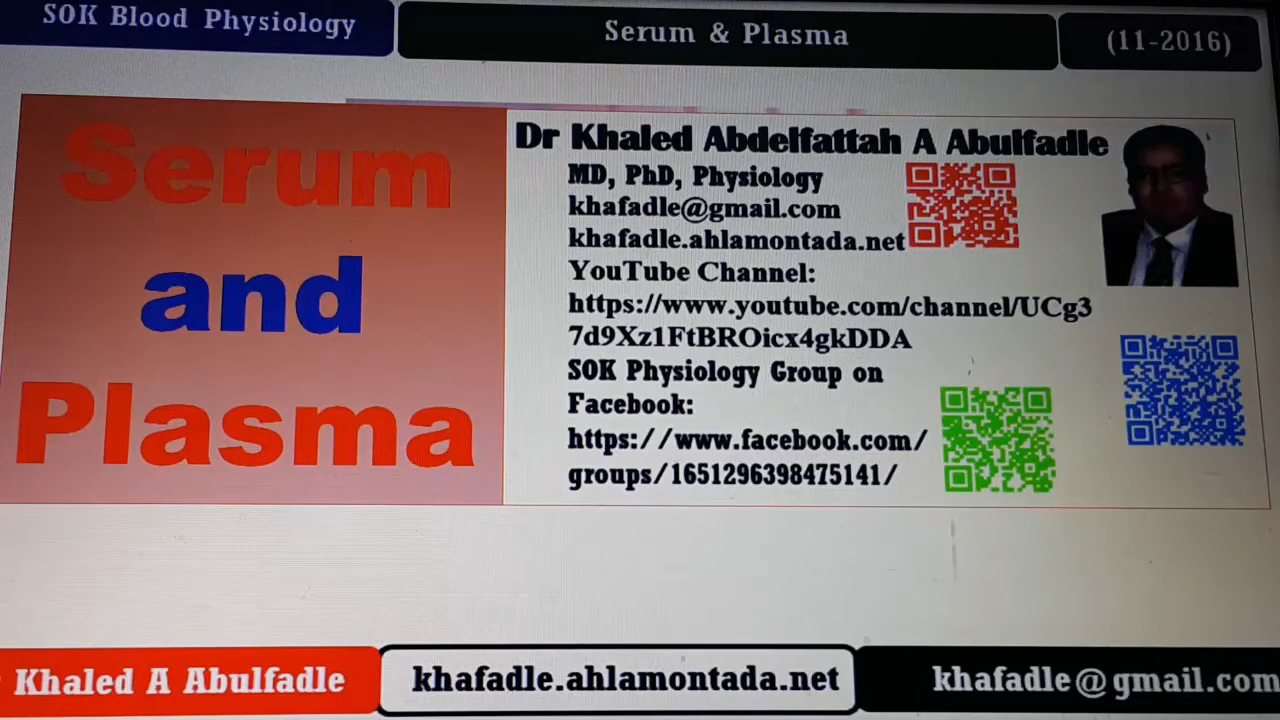 SOK Blood Physiology
Serum & Plasma
(11-2016)
Serum
and
Plasma
Dr Khaled Abdelfattah A Abulfadle
MD, PhD, Physiology
khafadle@gmail.com
khafadle.ahlamontada.net
YouTube Channel:
https://www.youtube.com/channel/UCg3
7d9Xz1FtBROicx4gkDDA
SOK Physiology Group on
Facebook:
https://www.facebook.com/
groups/1651296398475141/
Khaled A Abulfadle
khafadle.ahlamontada.net
khafadle@gmail.com